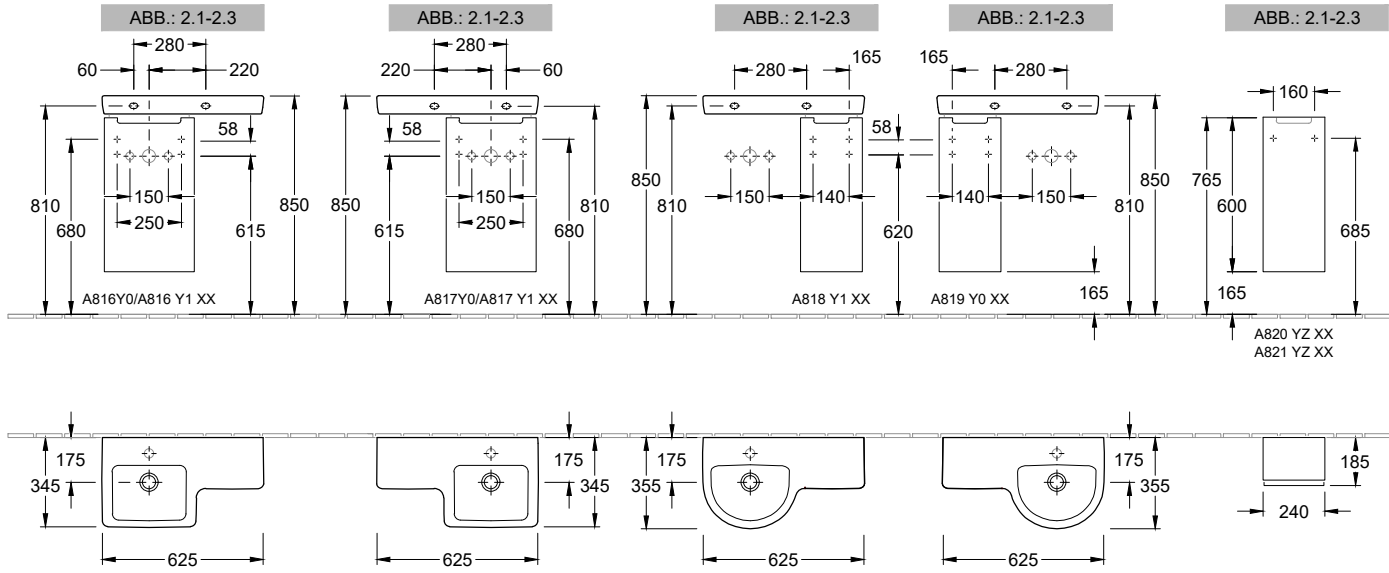 ABB.: 2.1-2.3 ABB.: 2.1-2.3 ABB.: 2.1-2.3 ABB.: 2.1-2.3 ABB.: 2.1-2.3
280 280 165 165
60 220 220 60 280 280 160
58 58 58
150 150 150 140 140 150
250 250
810 680 615 850 850 615 680 810 850 810 620 810 850 765 600 685
165 165
A816Y0/A816 Y1 XX A817Y0/A817 Y1 XX A818 Y1 XX A819 Y0 XX
A820 YZ XX
A821 YZ XX
175 175 175 175 185
345 345 355 355
240
625 625 625 625